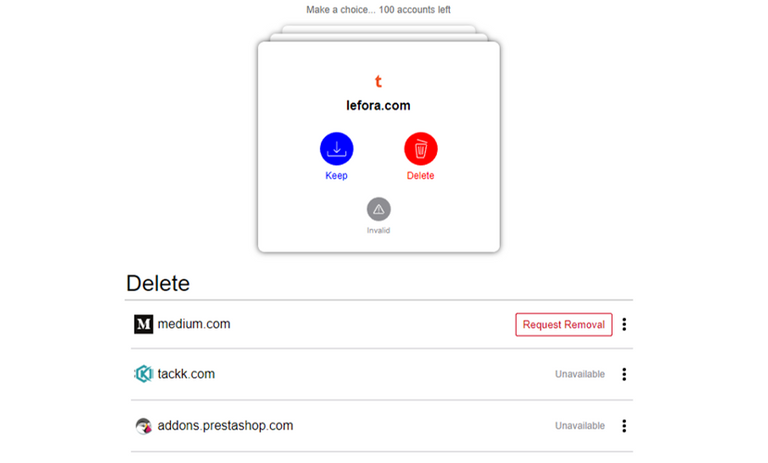 Make a choice... 100 accounts left
t
lefora.com
Keep Delete
Invalid
Delete
M medium.com Request Removal
tackk.com Unavailable
addons.prestashop.com Unavailable